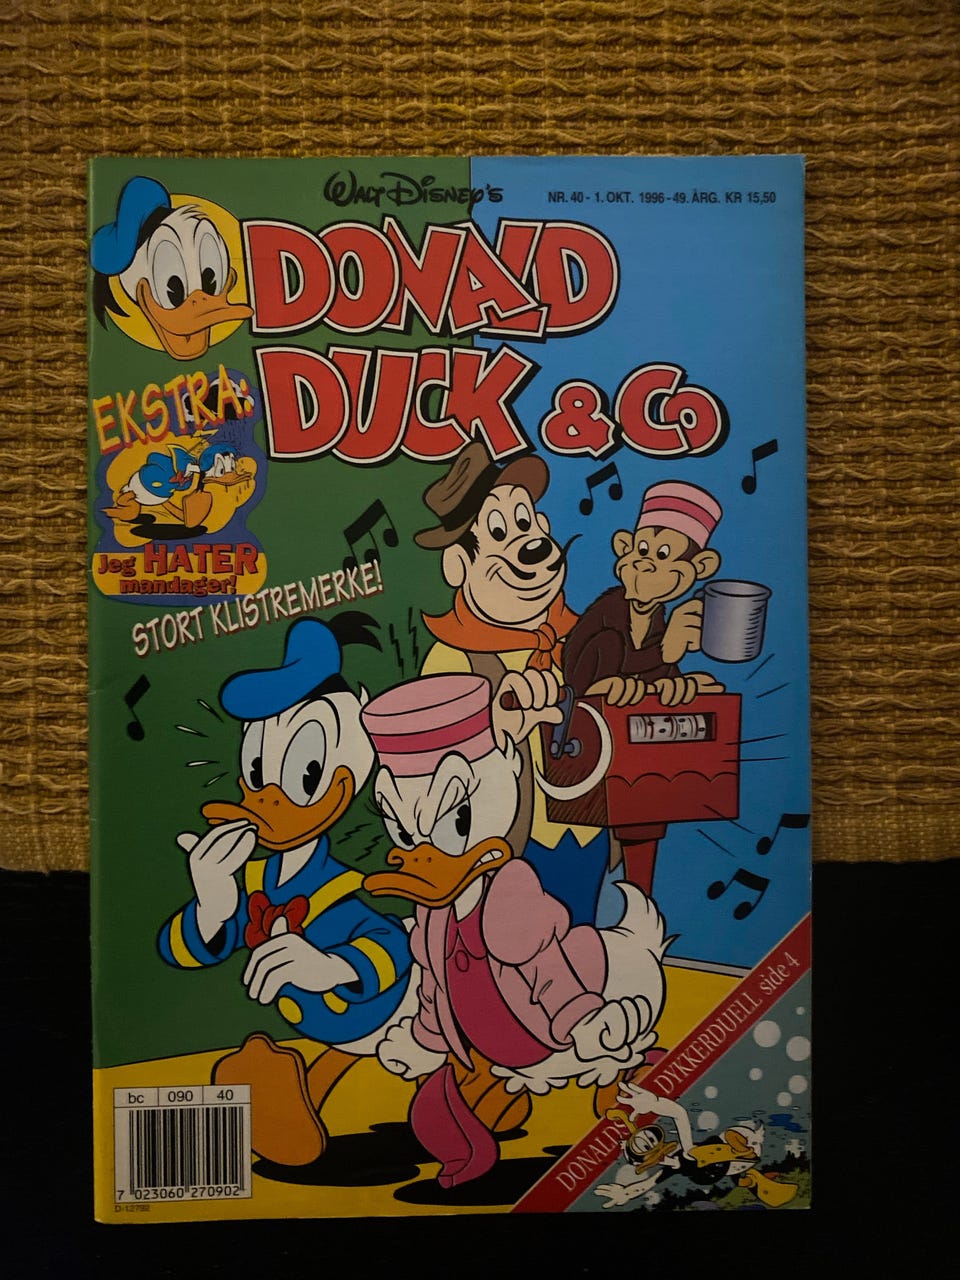 WALT DISNEY'S
NR. 40 - 1. OKT. 1996 - 49. ÅRG. KR 15,50
DONALD
DUCK & Co
EKSTRA:
Jeg HATER
mandager!
STORT KLISTREMERKE!
DONALDS DYKKERDUELL side 4
bc 090 40
7 023060 270902
D-12792